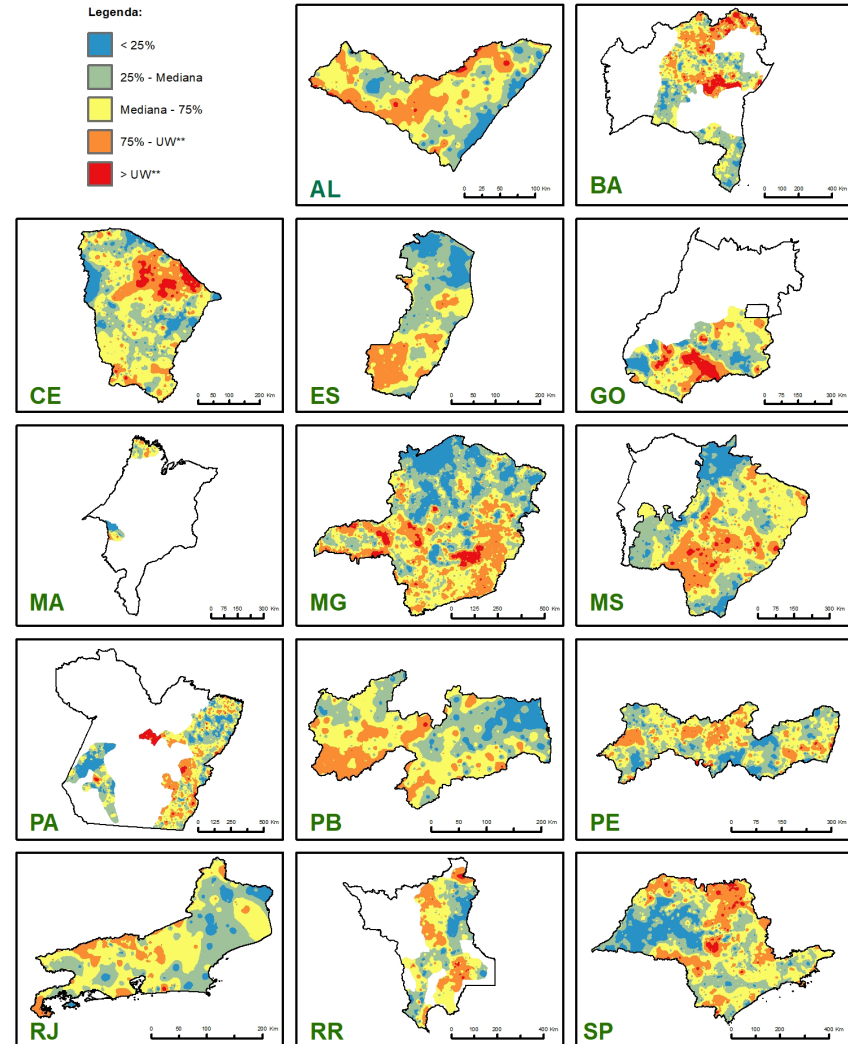 Legenda:
< 25%
25% - Mediana
Mediana - 75%
75% - UW**
> UW**
AL
0 25 50 100 Km
BA
0 100 200 400 Km
CE
0 50 100 200 Km
ES
0 50 100 200 Km
GO
0 75 150 300 Km
MA
0 75 150 300 Km
MG
0 125 250 500 Km
MS
0 75 150 300 Km
PA
0 125 250 500 Km
PB
0 50 100 200 Km
PE
0 75 150 300 Km
RJ
0 50 100 200 Km
RR
0 100 200 400 Km
SP
0 100 200 400 Km